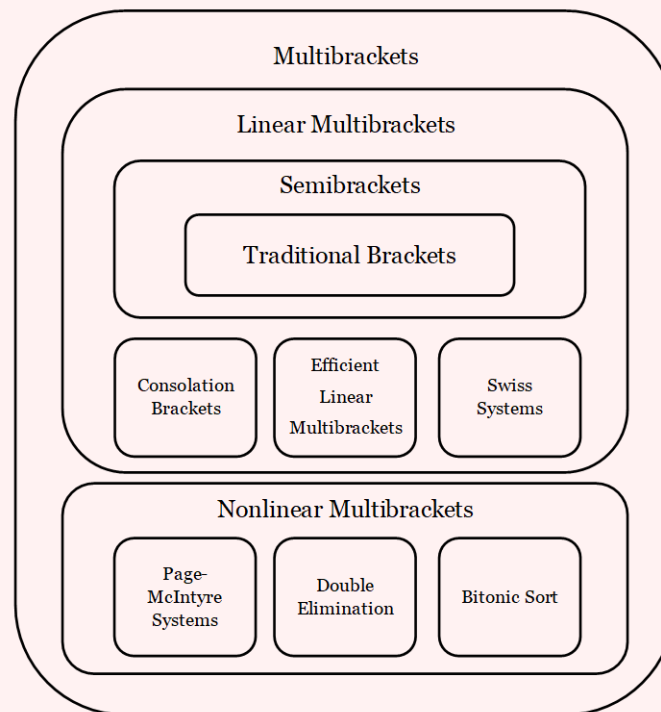 Multibrackets
Linear Multibrackets
Semibrackets
Traditional Brackets
Consolation
Brackets
Efficient
Linear
Multibrackets
Swiss
Systems
Nonlinear Multibrackets
Page-
McIntyre
Systems
Double
Elimination
Bitonic Sort